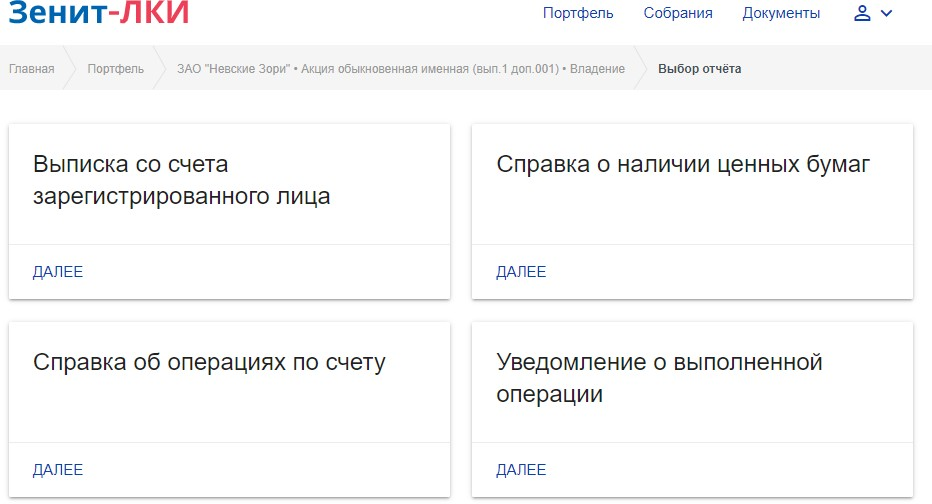 Зенит-ЛКИ
Портфель Собрания Документы
Главная Портфель ЗАО "Невские Зори" • Акция обыкновенная именная (вып.1 доп.001) • Владение Выбор отчёта
Выписка со счета
зарегистрированного лица
ДАЛЕЕ
Справка о наличии ценных бумаг
ДАЛЕЕ
Справка об операциях по счету
ДАЛЕЕ
Уведомление о выполненной
операции
ДАЛЕЕ